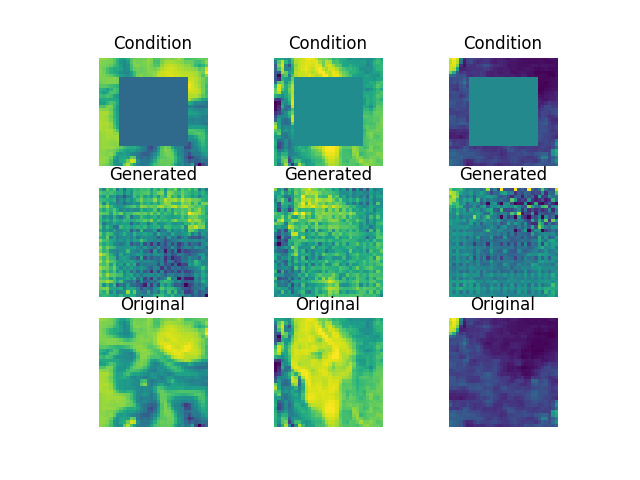 Condition Condition Condition
Generated Generated Generated
Original Original Original